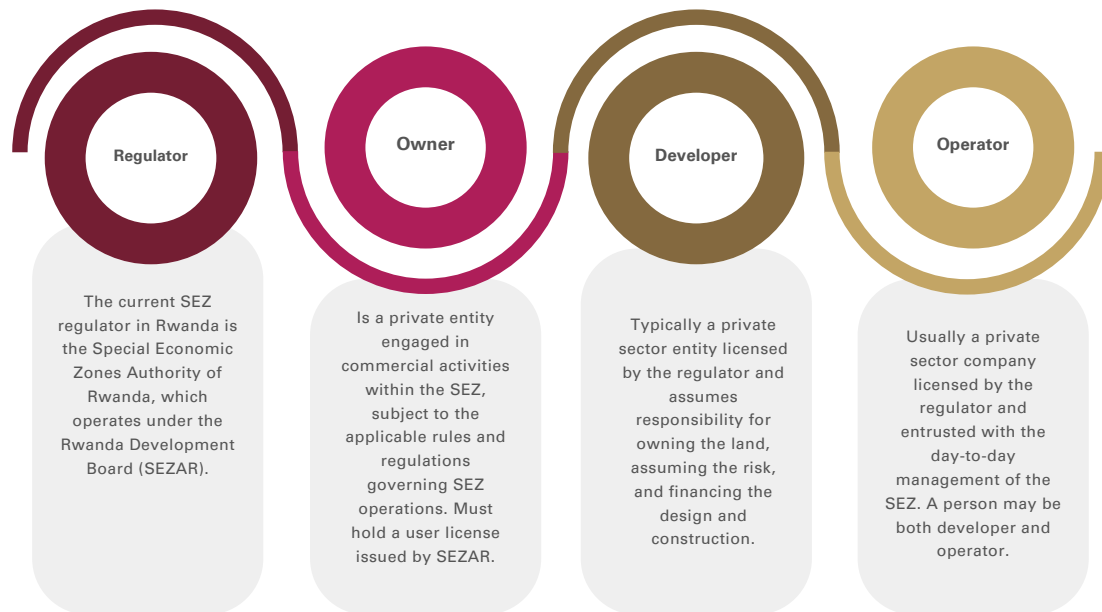 Regulator
The current SEZ
regulator in Rwanda is
the Special Economic
Zones Authority of
Rwanda, which
operates under the
Rwanda Development
Board (SEZAR).
Owner
Is a private entity
engaged in
commercial activities
within the SEZ,
subject to the
applicable rules and
regulations
governing SEZ
operations. Must
hold a user license
issued by SEZAR.
Developer
Typically a private
sector entity licensed
by the regulator and
assumes
responsibility for
owning the land,
assuming the risk,
and financing the
design and
construction.
Operator
Usually a private
sector company
licensed by the
regulator and
entrusted with the
day-to-day
management of the
SEZ. A person may be
both developer and
operator.